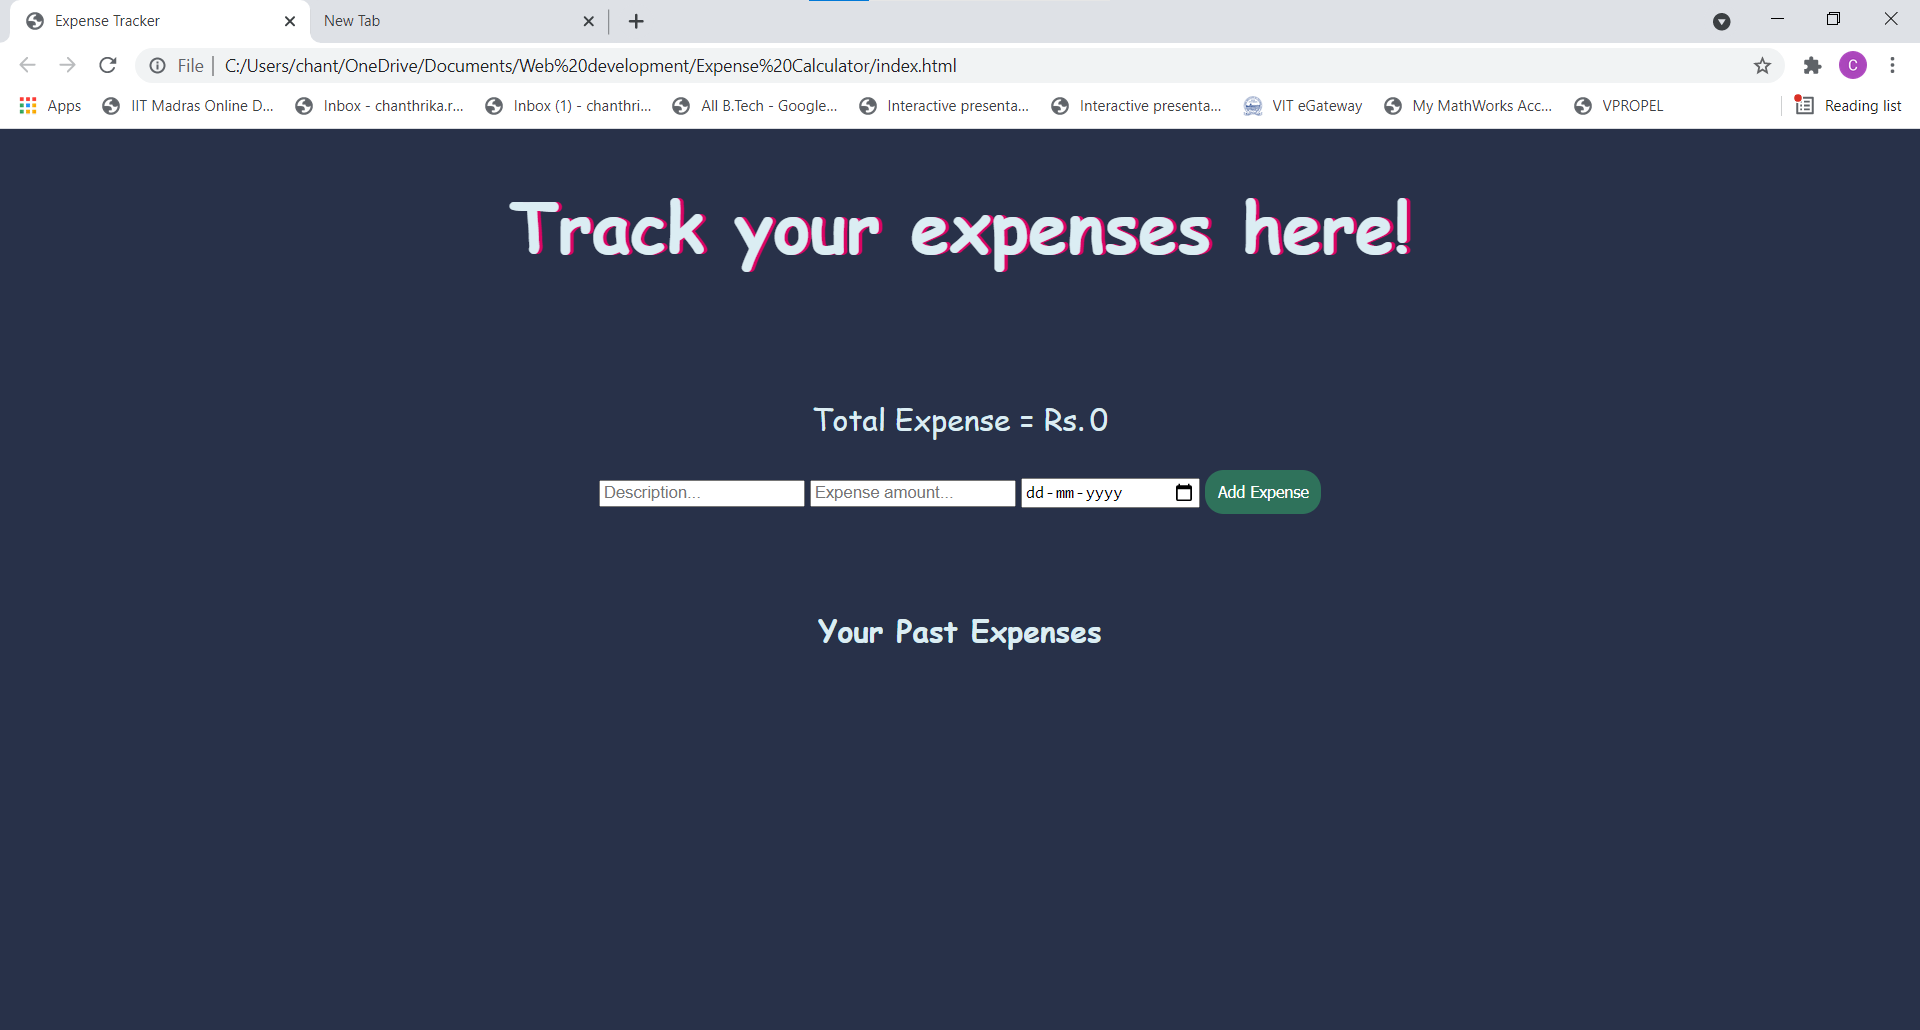 Expense Tracker
New Tab
File
C:/Users/chant/OneDrive/Documents/Web%20development/Expense%20Calculator/index.html
C
Apps
IIT Madras Online D...
Inbox - chanthrika.r...
Inbox (1) - chanthri...
All B.Tech - Google...
Interactive presenta...
Interactive presenta...
VIT eGateway
My MathWorks Acc...
VPROPEL
Reading list
Track your expenses here!
Total Expense = Rs. 0
Description...
Expense amount...
dd-mm-yyyy
Add Expense
Your Past Expenses